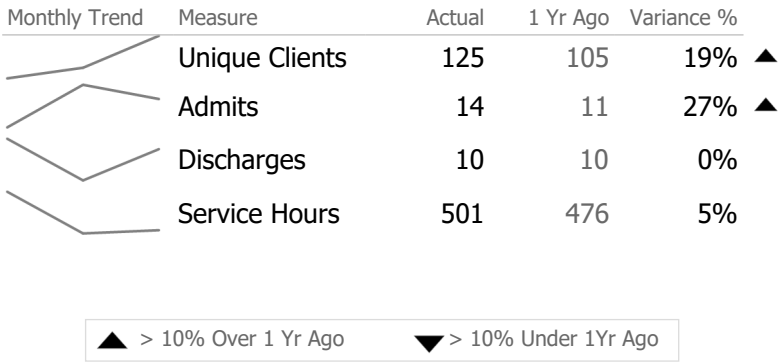 Monthly Trend Measure Actual 1 Yr Ago Variance %
Unique Clients 125 105 19% ▲
Admits 14 11 27% ▲
Discharges 10 10 0%
Service Hours 501 476 5%
▲ > 10% Over 1 Yr Ago ▼ > 10% Under 1Yr Ago